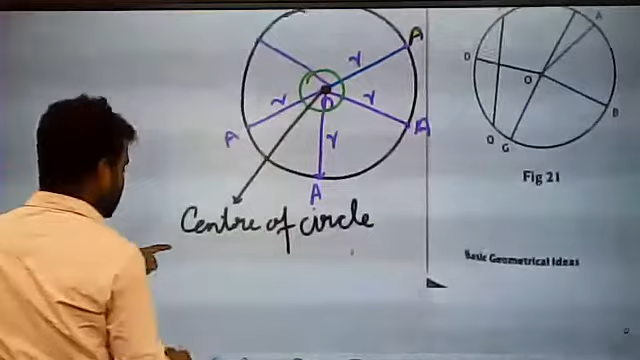 A
r
r
r
O
A
A
r
A
Centre of circle
A
D
O
B
Q
G
Fig 21
Basic Geometrical Ideas